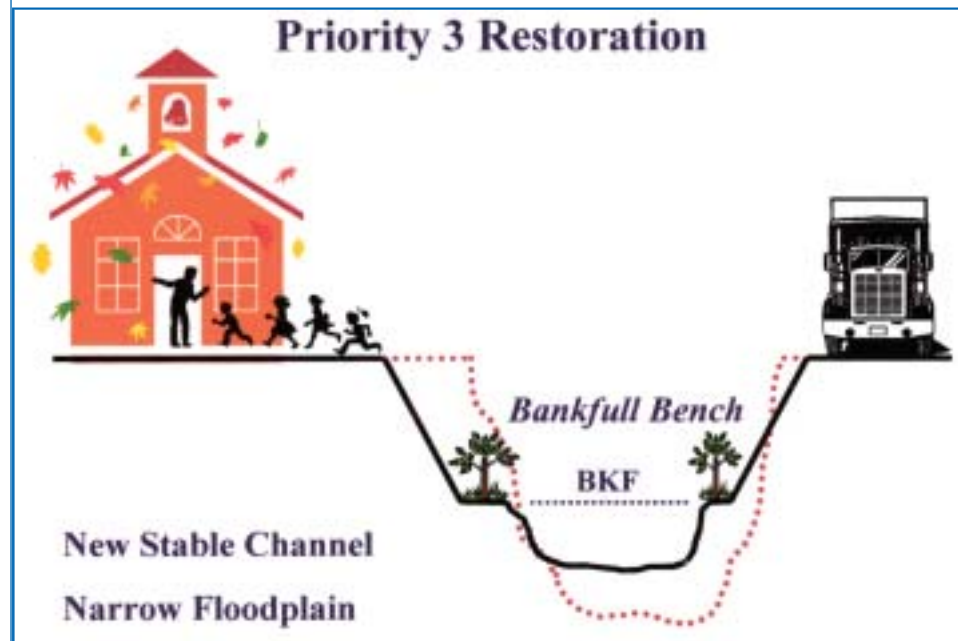 Priority 3 Restoration
Bankfull Bench
BKF
New Stable Channel
Narrow Floodplain